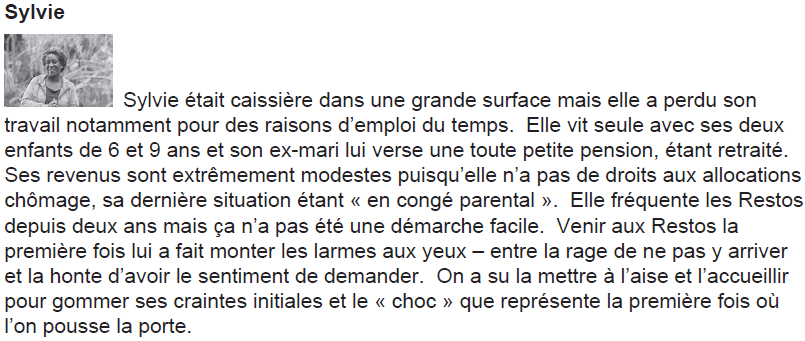 Sylvie
Sylvie était caissière dans une grande surface mais elle a perdu son
travail notamment pour des raisons d’emploi du temps.  Elle vit seule avec ses deux
enfants de 6 et 9 ans et son ex-mari lui verse une toute petite pension, étant retraité.
Ses revenus sont extrêmement modestes puisqu’elle n’a pas de droits aux allocations
chômage, sa dernière situation étant « en congé parental ».  Elle fréquente les Restos
depuis deux ans mais ça n’a pas été une démarche facile.  Venir aux Restos la
première fois lui a fait monter les larmes aux yeux – entre la rage de ne pas y arriver
et la honte d’avoir le sentiment de demander.  On a su la mettre à l’aise et l’accueillir
pour gommer ses craintes initiales et le « choc » que représente la première fois où
l’on pousse la porte.